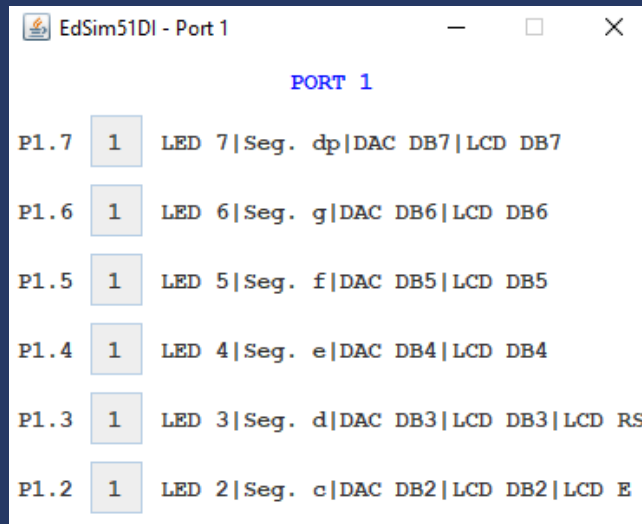 EdSim51DI - Port 1
PORT 1
P1.7 1 LED 7|Seg. dp|DAC DB7|LCD DB7
P1.6 1 LED 6|Seg. g|DAC DB6|LCD DB6
P1.5 1 LED 5|Seg. f|DAC DB5|LCD DB5
P1.4 1 LED 4|Seg. e|DAC DB4|LCD DB4
P1.3 1 LED 3|Seg. d|DAC DB3|LCD DB3|LCD RS
P1.2 1 LED 2|Seg. c|DAC DB2|LCD DB2|LCD E